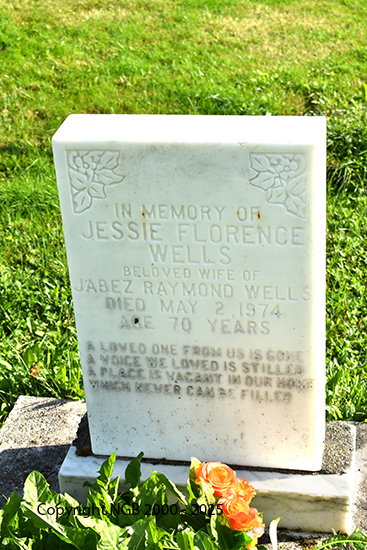 IN MEMORY OF
JESSIE FLORENCE
WELLS
BELOVED WIFE OF
JABEZ RAYMOND WELLS
DIED MAY 2, 1974
AGE 70 YEARS
A LOVED ONE FROM US IS GONE
A VOICE WE LOVED IS STILLED
A PLACE IS VACANT IN OUR HOME
WHICH NEVER CAN BE FILLED
Copyright NGB 2000 - 2025